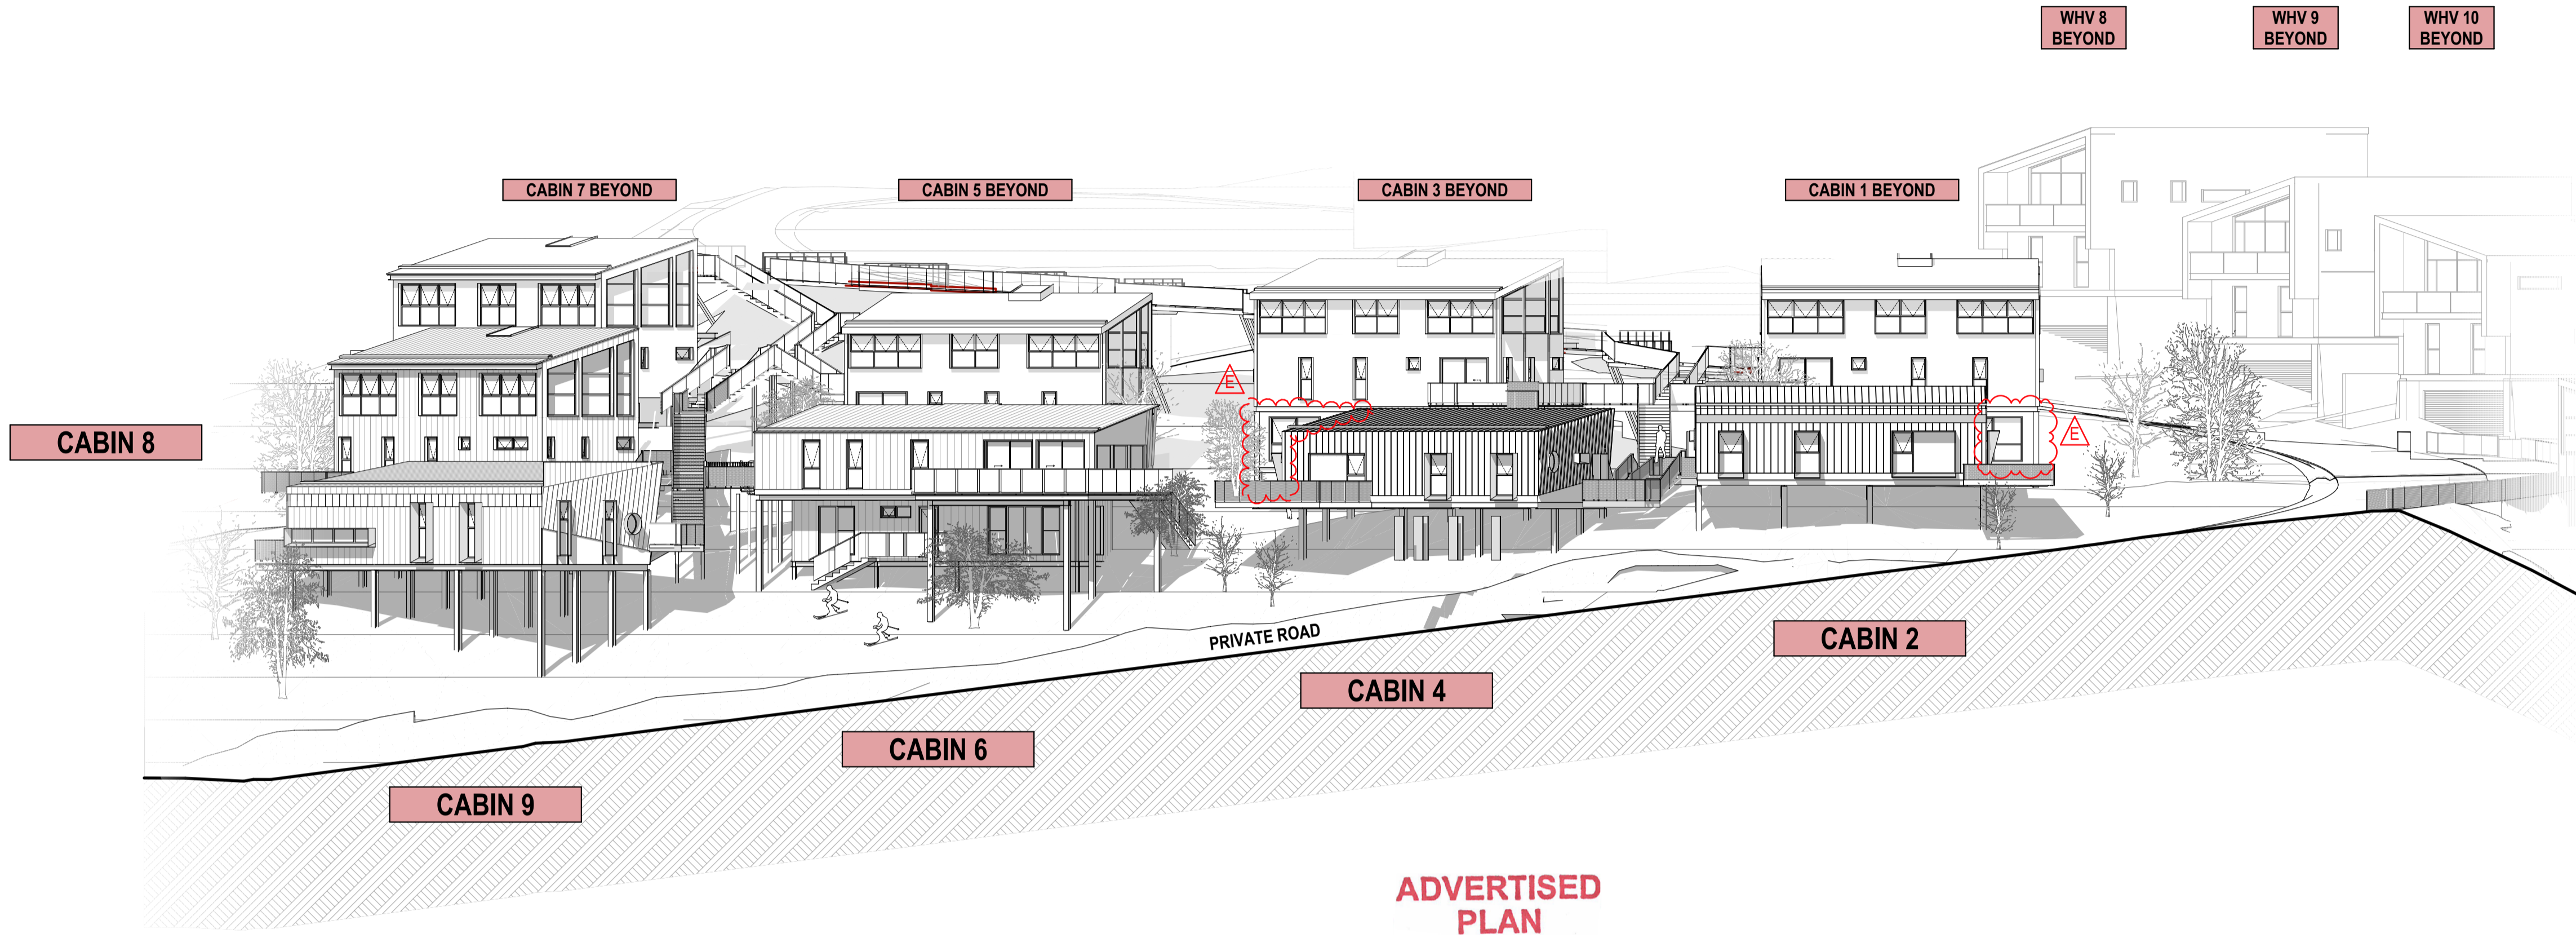 WHV 8
BEYOND
WHV 9
BEYOND
WHV 10
BEYOND
CABIN 7 BEYOND
CABIN 5 BEYOND
CABIN 3 BEYOND
CABIN 1 BEYOND
E
E
CABIN 8
PRIVATE ROAD
CABIN 2
CABIN 4
CABIN 6
CABIN 9
ADVERTISED
PLAN